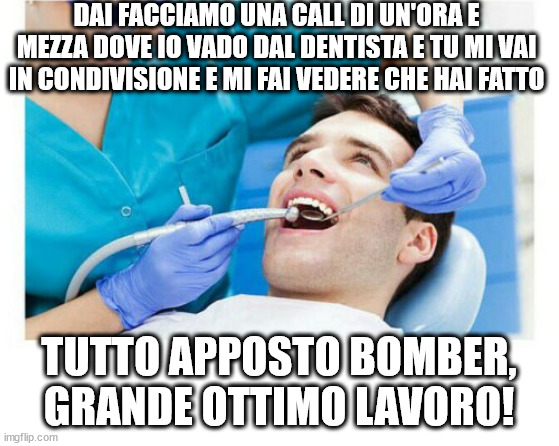 DAI FACCIAMO UNA CALL DI UN'ORA E
MEZZA DOVE IO VADO DAL DENTISTA E TU MI VAI
IN CONDIVISIONE E MI FAI VEDERE CHE HAI FATTO
TUTTO APPOSTO BOMBER,
GRANDE OTTIMO LAVORO!
imgflip.com